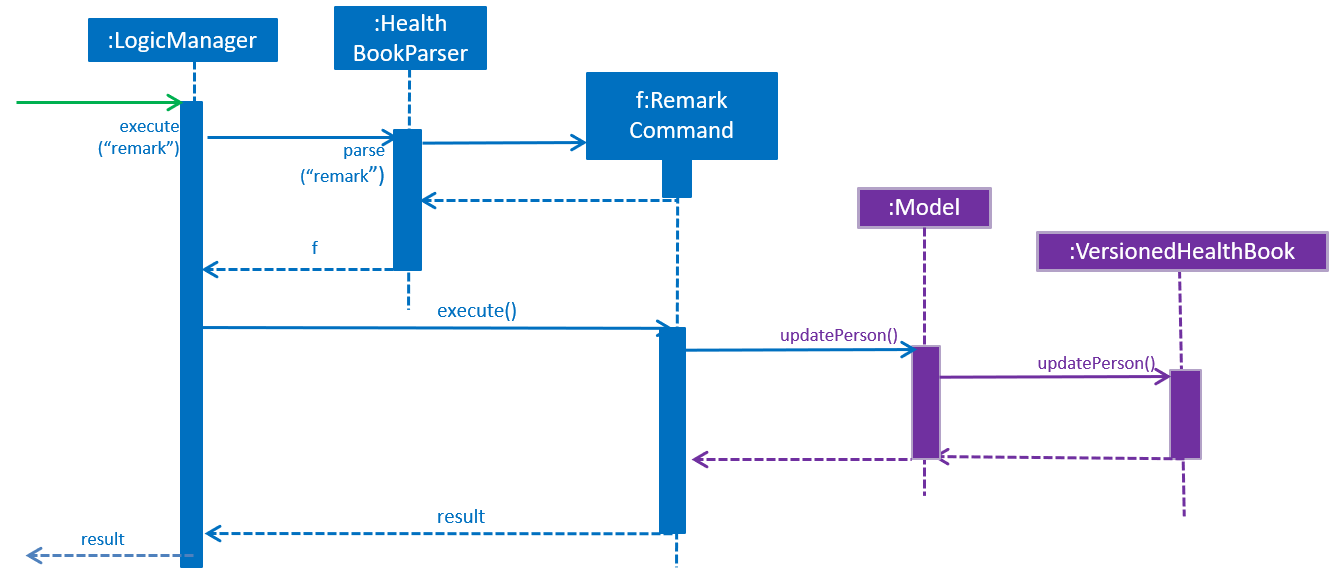 :LogicManager
:Health
BookParser
f:Remark
Command
execute
(“remark”)
parse
(“remark”)
:Model
:VersionedHealthBook
f
execute()
updatePerson()
updatePerson()
result
result